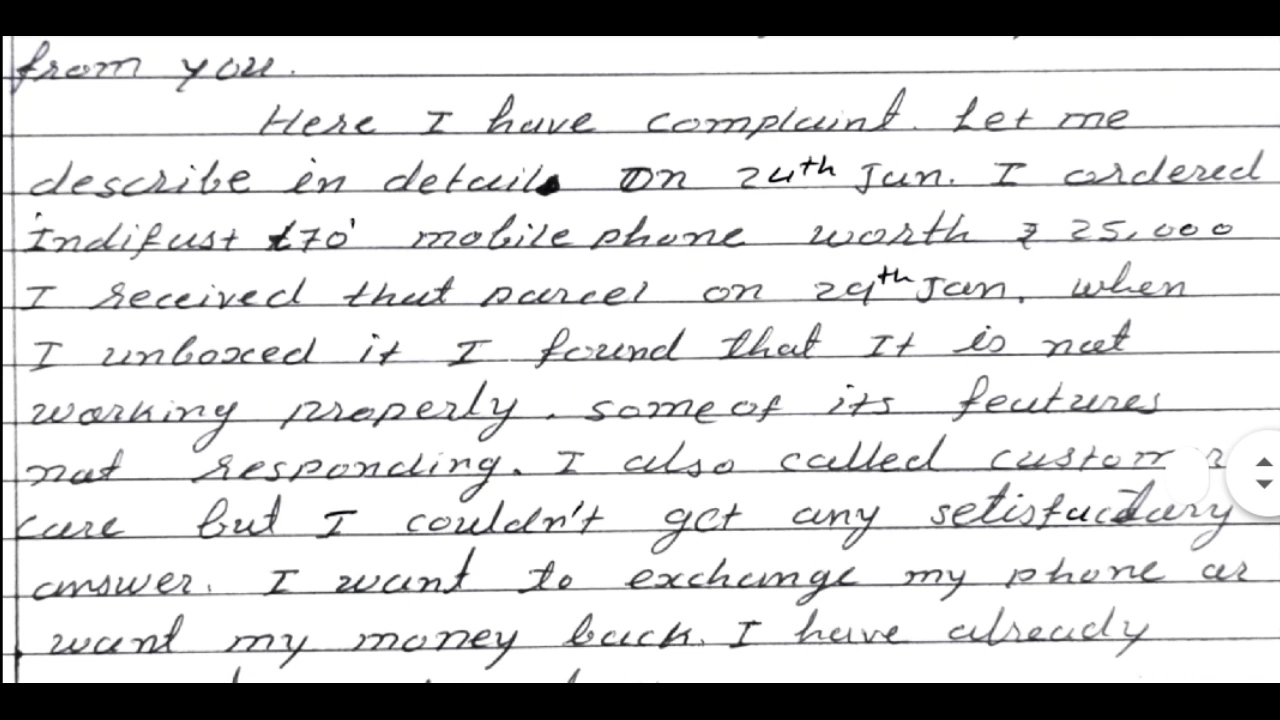 from you.
Here I have complaint. Let me
describe in detail. On 24th Jan. I ordered
Indifust t70 mobile phone worth ₹ 25,000
I received that parcel on 29th Jan. when
I unboxed it I found that It is not
working properly. some of its features
not responding. I also called customer
care but I couldn't get any setisfactory
answer. I want to exchange my phone or
want my money back. I have already